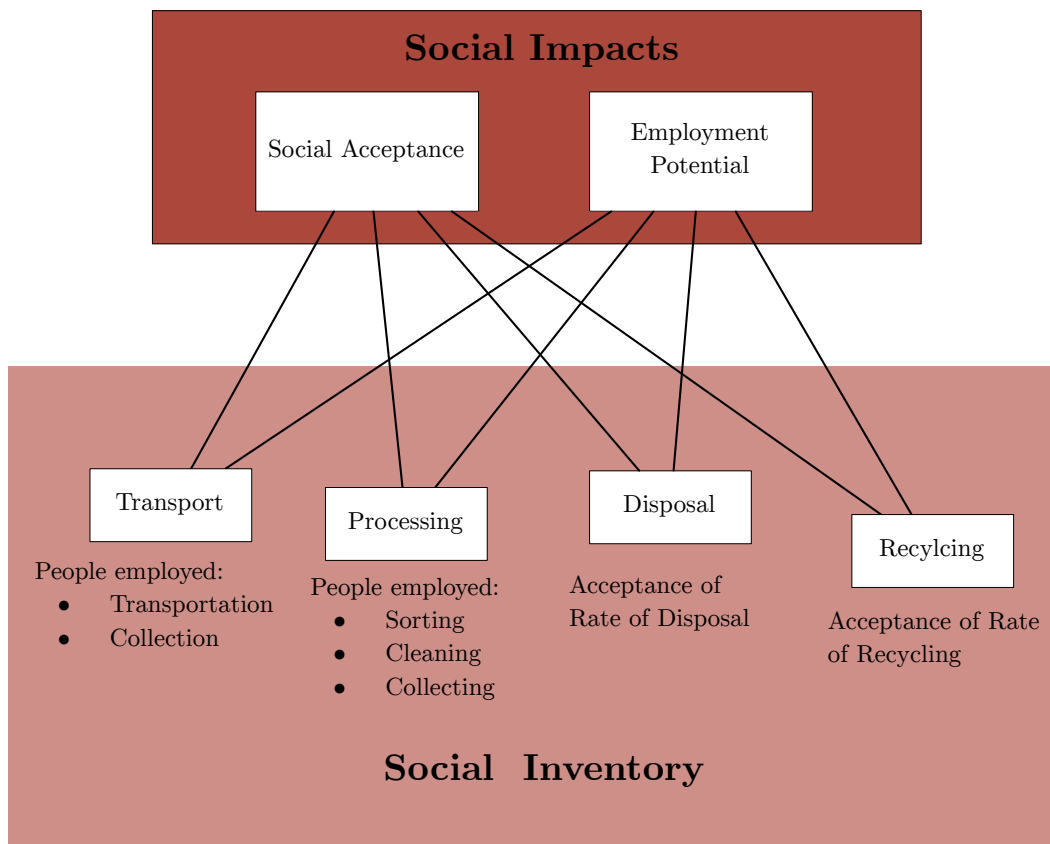 Social Impacts
Social Acceptance
Employment
Potential
Transport
People employed:
● Transportation
● Collection
Processing
People employed:
● Sorting
● Cleaning
● Collecting
Disposal
Acceptance of
Rate of Disposal
Recylcing
Acceptance of Rate
of Recycling
Social Inventory